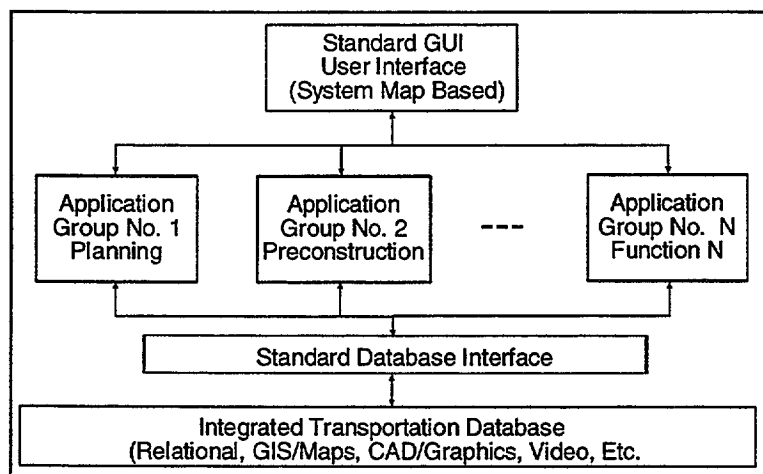 Standard GUI
User Interface
(System Map Based)
Application
Group No. 1
Planning
Application
Group No. 2
Preconstruction
---
Application
Group No. N
Function N
Standard Database Interface
Integrated Transportation Database
(Relational, GIS/Maps, CAD/Graphics, Video, Etc.